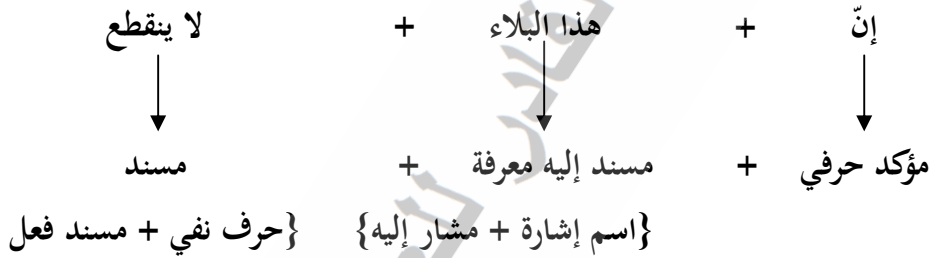 إنّ + هذا البلاء + لا ينقطع
مؤكد حرفي + مسند إليه معرفة + مسند
{اسم إشارة + مشار إليه} {حرف نفي + مسند فعل